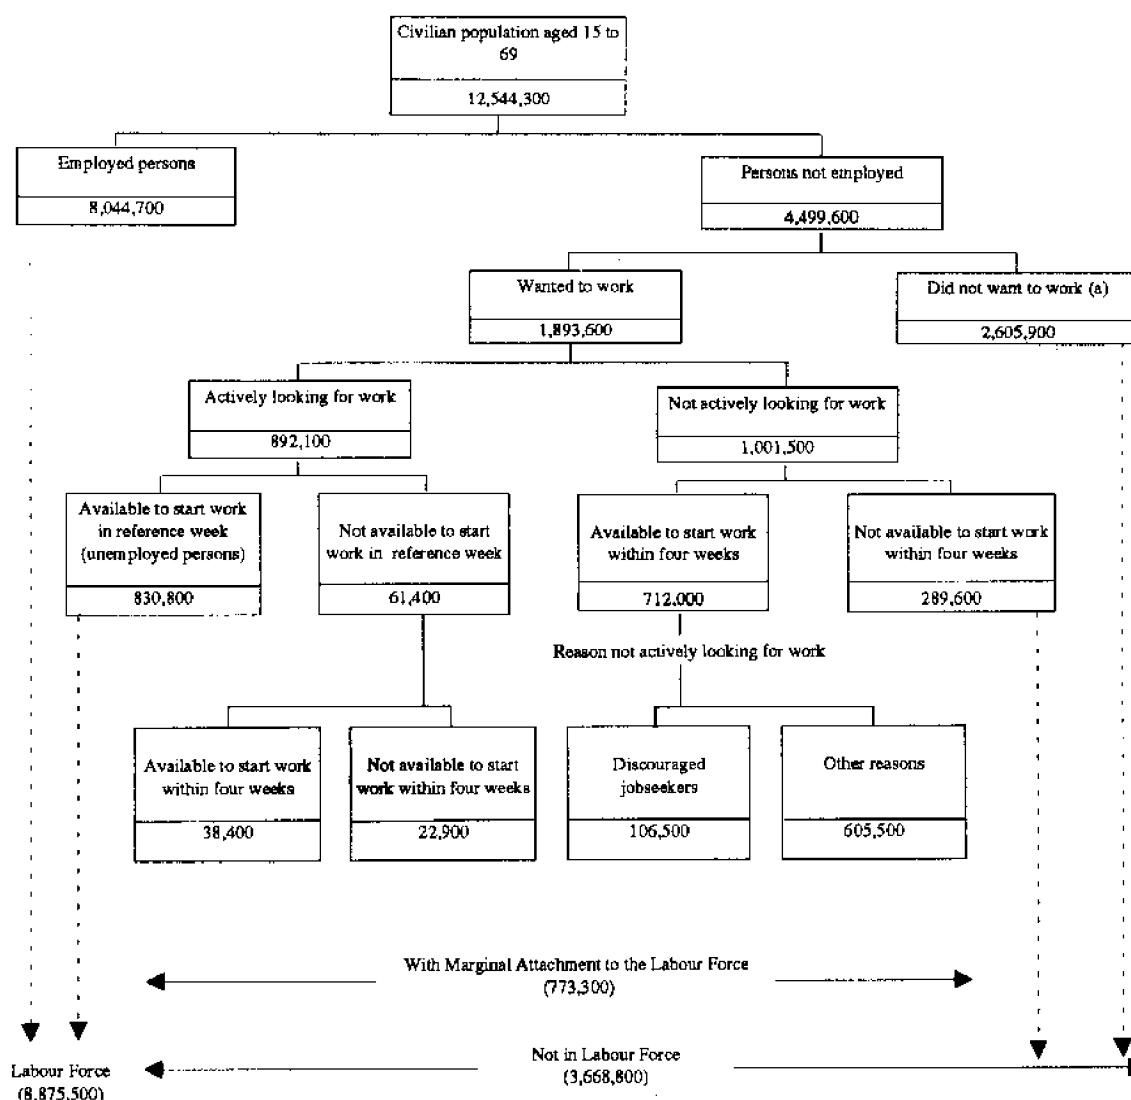 Civilian population aged 15 to
69
12,544,300
Employed persons
8,044,700
Persons not employed
4,499,600
Wanted to work
1,893,600
Did not want to work (a)
2,605,900
Actively looking for work
892,100
Not actively looking for work
1,001,500
Available to start work
in reference week
(unemployed persons)
830,800
Not available to start
work in reference week
61,400
Available to start work
within four weeks
712,000
Not available to start work
within four weeks
289,600
Reason not actively looking for work
Available to start work
within four weeks
38,400
Not available to start
work within four weeks
22,900
Discouraged
jobseekers
106,500
Other reasons
605,500
With Marginal Attachment to the Labour Force
(773,300)
Labour Force
(8,875,500)
Not in Labour Force
(3,668,800)